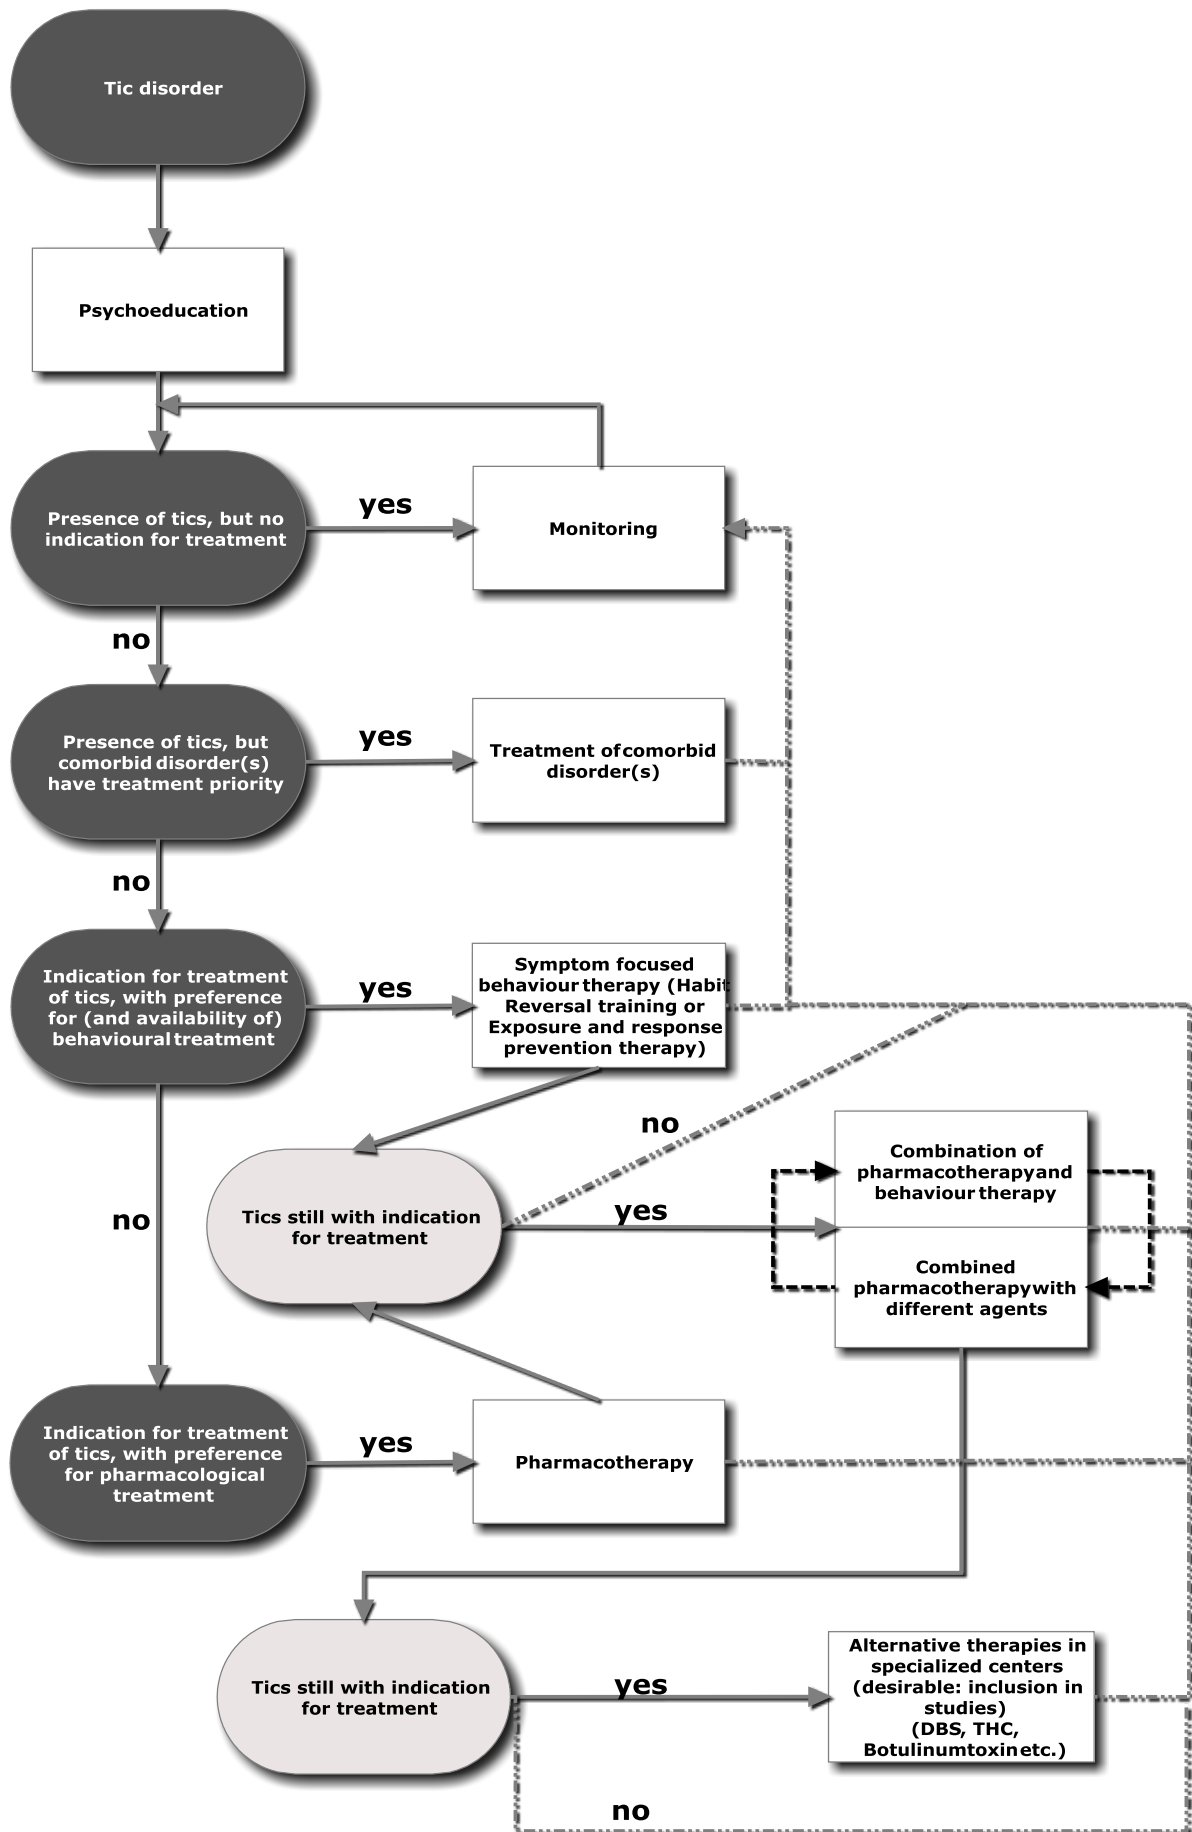 Tic disorder
Psychoeducation
Presence of tics, but no
indication for treatment
yes
Monitoring
no
Presence of tics, but
comorbid disorder(s)
have treatment priority
yes
Treatment of comorbid
disorder(s)
no
Indication for treatment
of tics, with preference
for (and availability of)
behavioural treatment
yes
Symptom focused
behaviour therapy (Habit
Reversal training or
Exposure and response
prevention therapy)
no
Tics still with indication
for treatment
yes
Combination of
pharmacotherapy and
behaviour therapy
Combined
pharmacotherapy with
different agents
no
Indication for treatment
of tics, with preference
for pharmacological
treatment
yes
Pharmacotherapy
Tics still with indication
for treatment
yes
Alternative therapies in
specialized centers
(desirable: inclusion in
studies)
(DBS, THC,
Botulinumtoxin etc.)
no